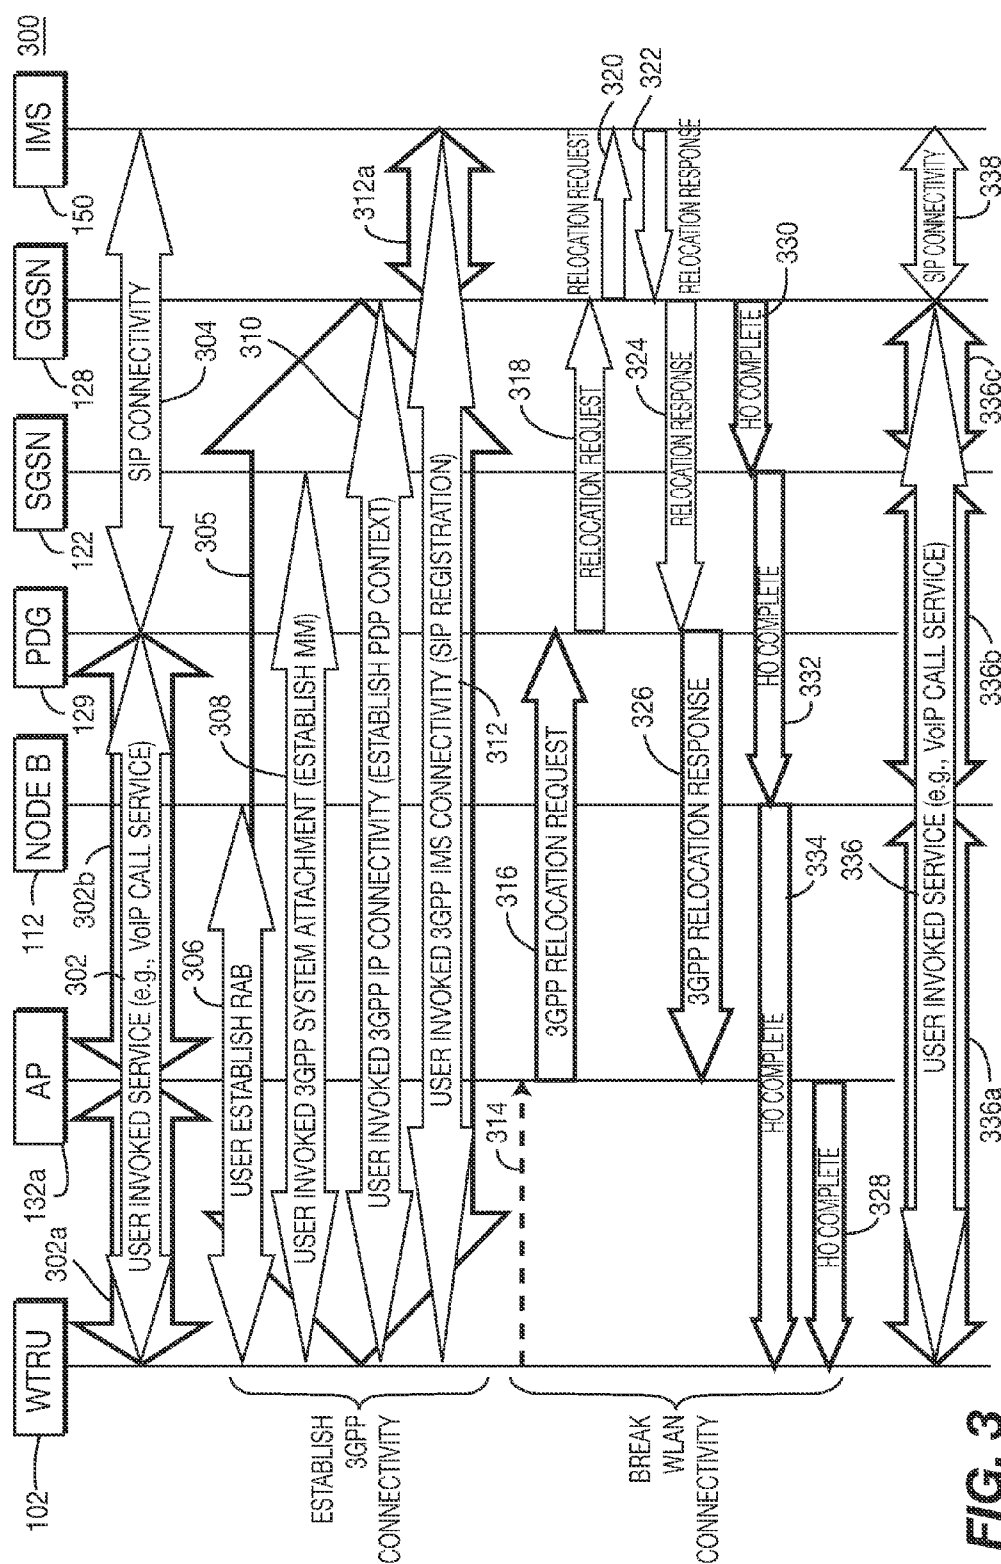 300
WTRU
AP
NODE B
PDG
SGSN
GGSN
IMS
102
132a
112
129
122
128
150
302a
302
302b
USER INVOKED SERVICE (e.g., VoIP CALL SERVICE)
SIP CONNECTIVITY
304
ESTABLISH
3GPP
CONNECTIVITY
306
USER ESTABLISH RAB
305
308
USER INVOKED 3GPP SYSTEM ATTACHMENT (ESTABLISH MM)
310
USER INVOKED 3GPP IP CONNECTIVITY (ESTABLISH PDP CONTEXT)
312a
USER INVOKED 3GPP IMS CONNECTIVITY (SIP REGISTRATION)
312
BREAK
WLAN
CONNECTIVITY
314
316
3GPP RELOCATION REQUEST
318
RELOCATION REQUEST
RELOCATION REQUEST
320
322
RELOCATION RESPONSE
324
RELOCATION RESPONSE
326
3GPP RELOCATION RESPONSE
HO COMPLETE
330
HO COMPLETE
332
HO COMPLETE
334
HO COMPLETE
328
336
USER INVOKED SERVICE (e.g., VoIP CALL SERVICE)
SIP CONNECTIVITY
336a
336b
336c
338
FIG. 3